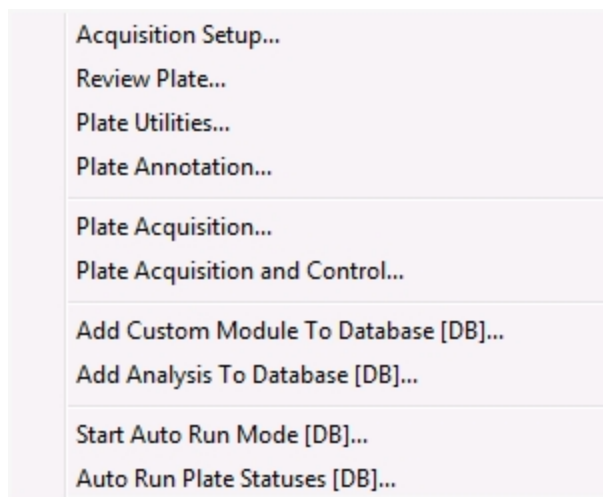 Acquisition Setup...
Review Plate...
Plate Utilities...
Plate Annotation...
Plate Acquisition...
Plate Acquisition and Control...
Add Custom Module To Database [DB]...
Add Analysis To Database [DB]...
Start Auto Run Mode [DB]...
Auto Run Plate Statuses [DB]...